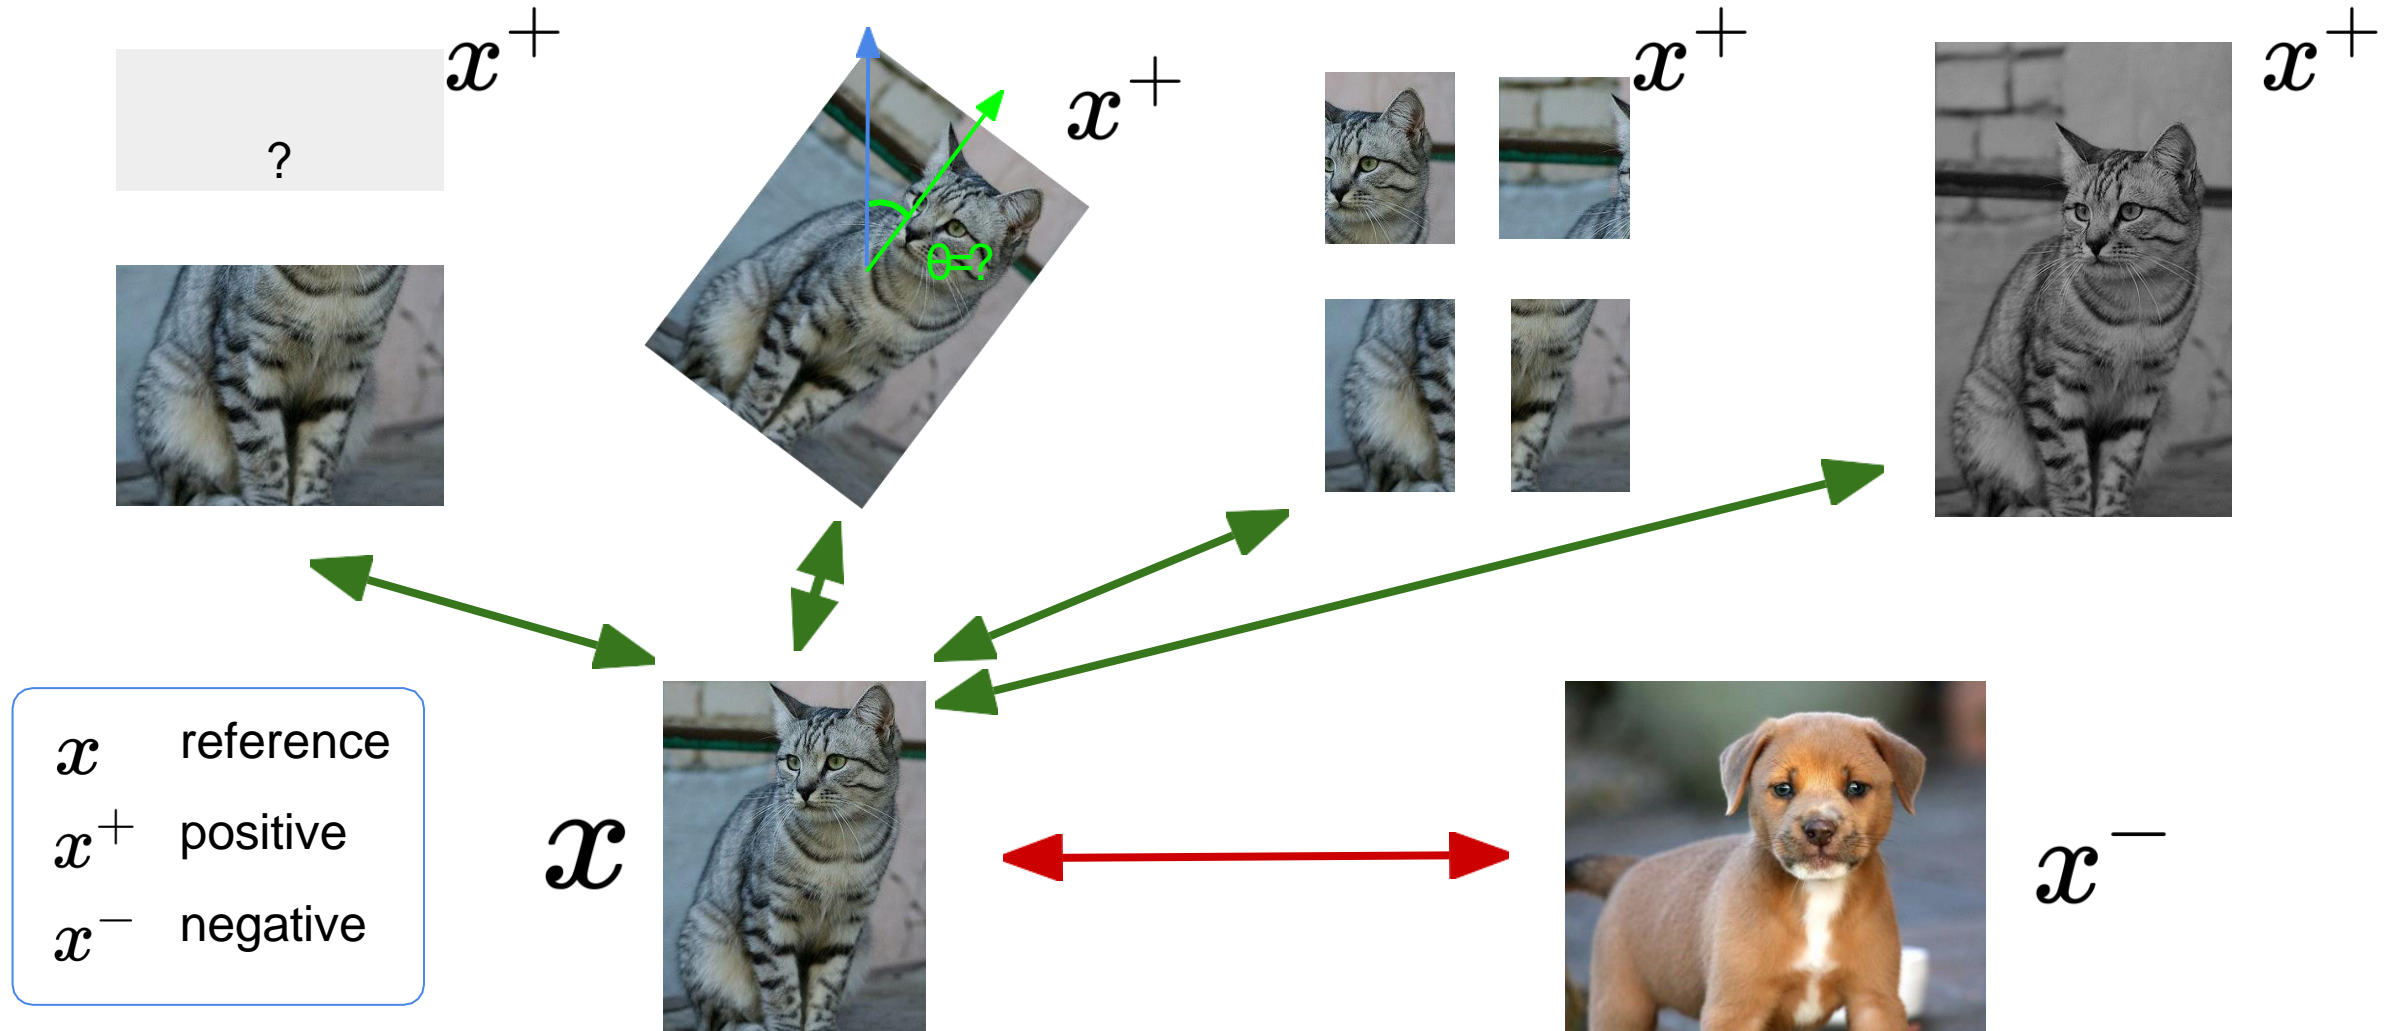 x⁺
x⁺
x⁺
x⁺
?
θ=?
x reference
x⁺ positive
x⁻ negative
x
x⁻